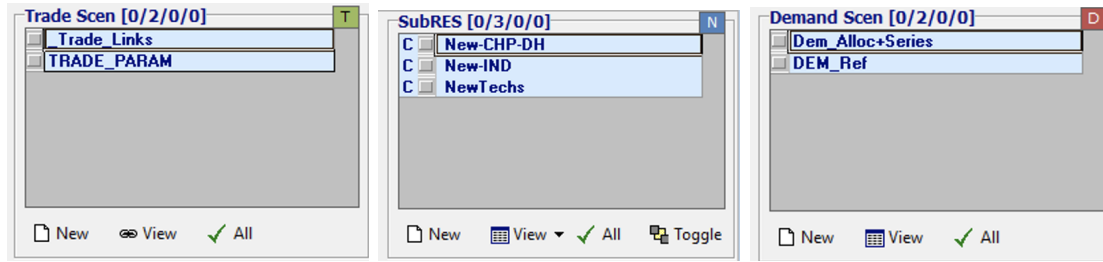 Trade Scen [0/2/0/0] T
_Trade_Links
TRADE_PARAM
New View All
SubRES [0/3/0/0] N
C New-CHP-DH
C New-IND
C NewTechs
New View All Toggle
Demand Scen [0/2/0/0] D
Dem_Alloc+Series
DEM_Ref
New View All